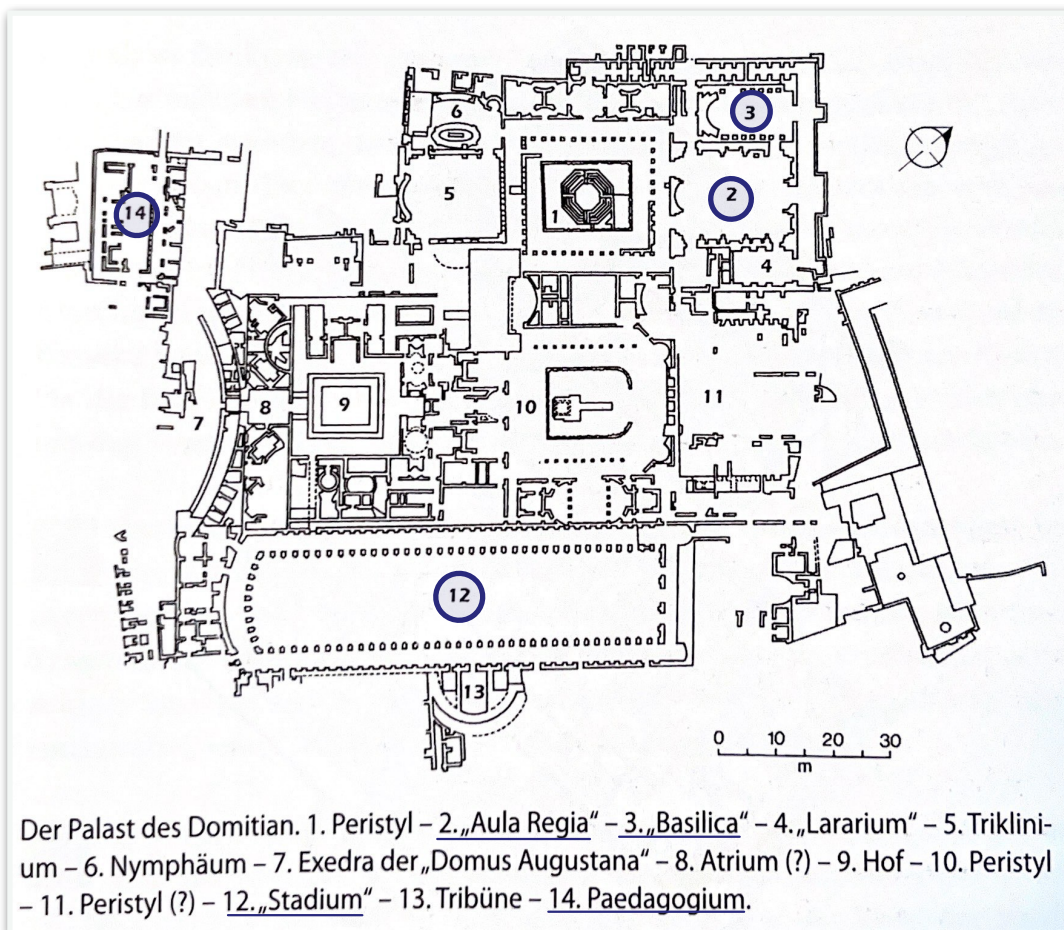 6
3
14
2
5
1
4
7
8
9
10
11
12
13
0 10 20 30
m
Der Palast des Domitian. 1. Peristyl – 2. „Aula Regia“ – 3. „Basilica“ – 4. „Lararium“ – 5. Triklini-
um – 6. Nymphäum – 7. Exedra der „Domus Augustana“ – 8. Atrium (?) – 9. Hof – 10. Peristyl
– 11. Peristyl (?) – 12. „Stadium“ – 13. Tribüne – 14. Paedagogium.